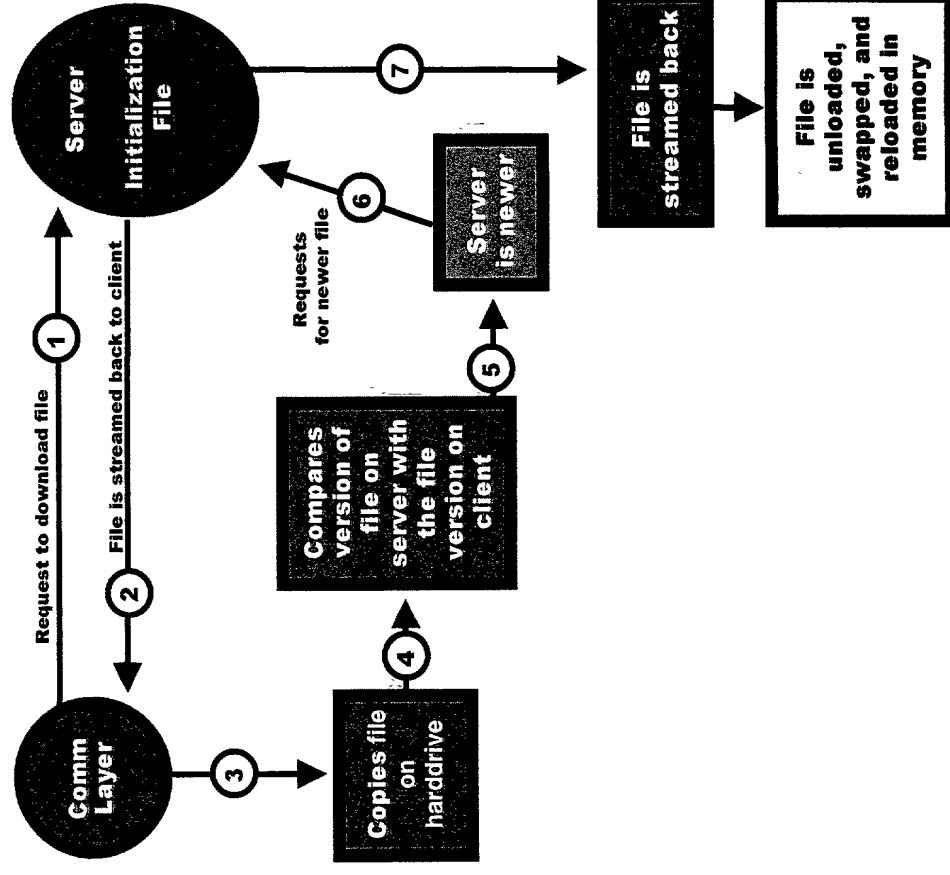 Comm
Layer
1
Request to download file
File is streamed back to client
2
Server
Initialization
File
3
Copies file
on
harddrive
4
Compares
version of
file on
server with
the file
version on
client
5
Server
is newer
6
Requests
for newer file
7
File is
streamed back
File is
unloaded,
swapped, and
reloaded in
memory